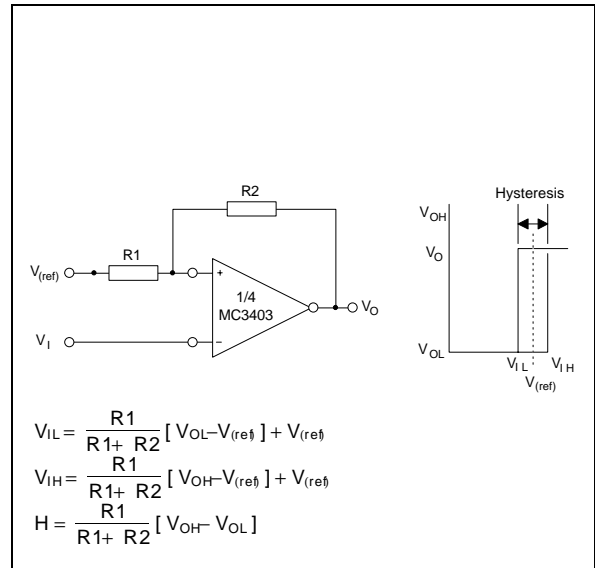 R2
Hysteresis
VOH
R1
V(ref)
VO
+
1/4
MC3403
VO
VI
−
VOL
VIL
VIH
V(ref)
VIL = R1 / R1 + R2 [ VOL – V(ref) ] + V(ref)
VIH = R1 / R1 + R2 [ VOH – V(ref) ] + V(ref)
H = R1 / R1 + R2 [ VOH – VOL ]